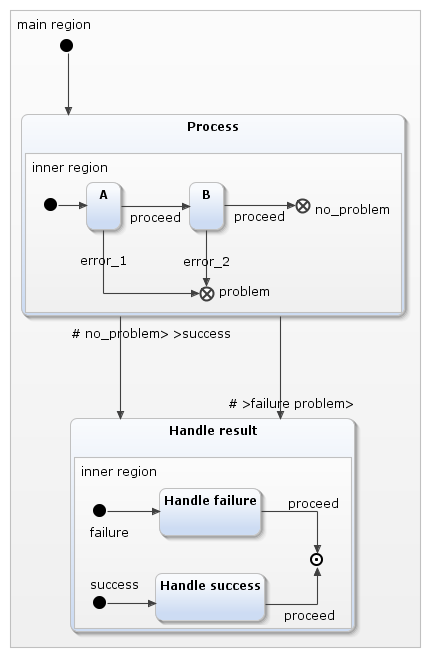 main region
Process
inner region
A
B
proceed
proceed
no_problem
error_1
error_2
problem
# no_problem> >success
# >failure problem>
Handle result
inner region
Handle failure
proceed
failure
success
Handle success
proceed